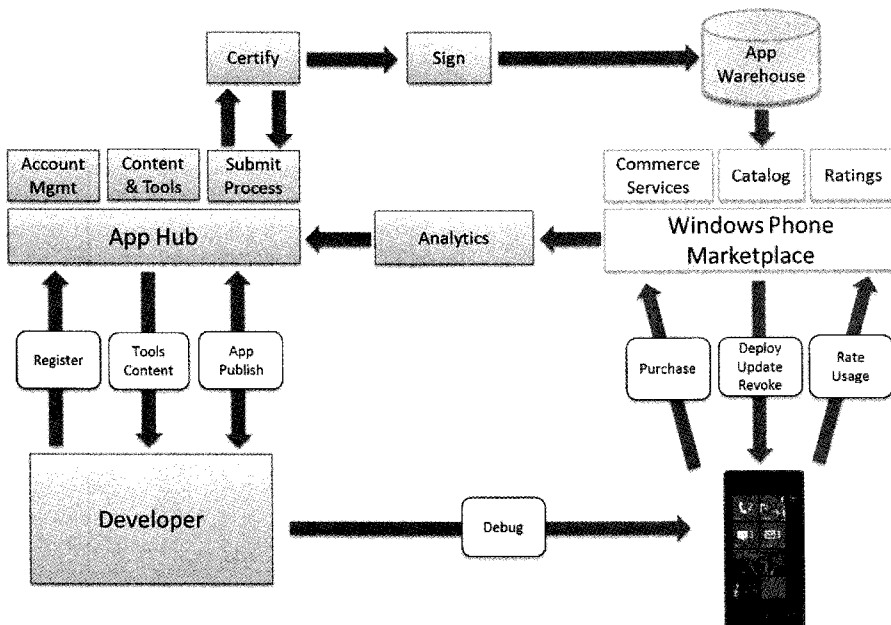 Certify
Sign
App
Warehouse
Account
Mgmt
Content
& Tools
Submit
Process
Commerce
Services
Catalog
Ratings
App Hub
Analytics
Windows Phone
Marketplace
Register
Tools
Content
App
Publish
Purchase
Deploy
Update
Revoke
Rate
Usage
Developer
Debug